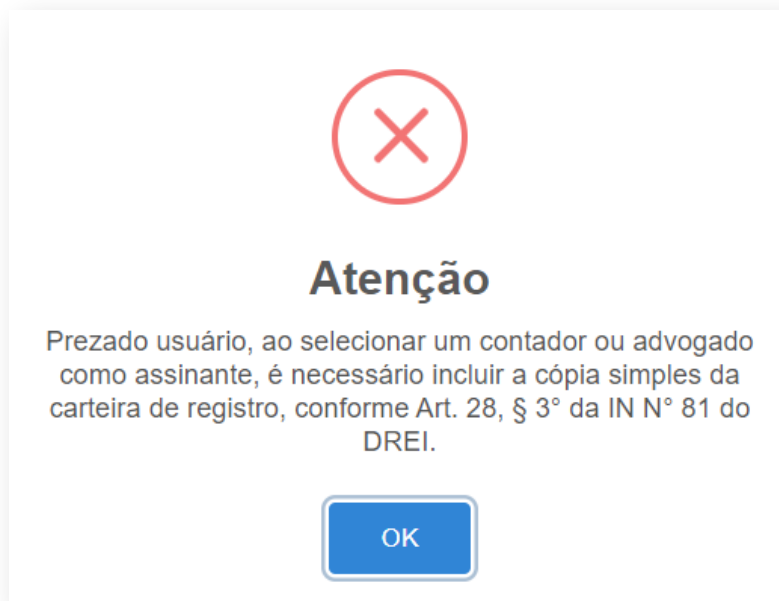 Atenção
Prezado usuário, ao selecionar um contador ou advogado
como assinante, é necessário incluir a cópia simples da
carteira de registro, conforme Art. 28, § 3° da IN N° 81 do
DREI.
OK